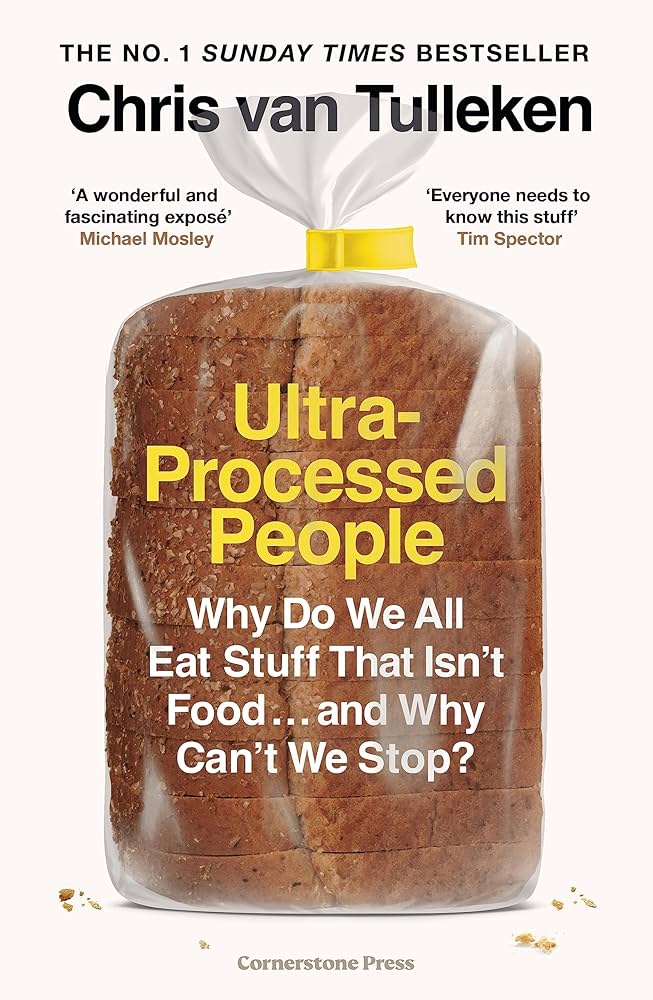 THE NO. 1 SUNDAY TIMES BESTSELLER
Chris van Tulleken
‘A wonderful and
fascinating exposé’
Michael Mosley
‘Everyone needs to
know this stuff’
Tim Spector
Ultra-
Processed
People
Why Do We All
Eat Stuff That Isn’t
Food...and Why
Can’t We Stop?
Cornerstone Press